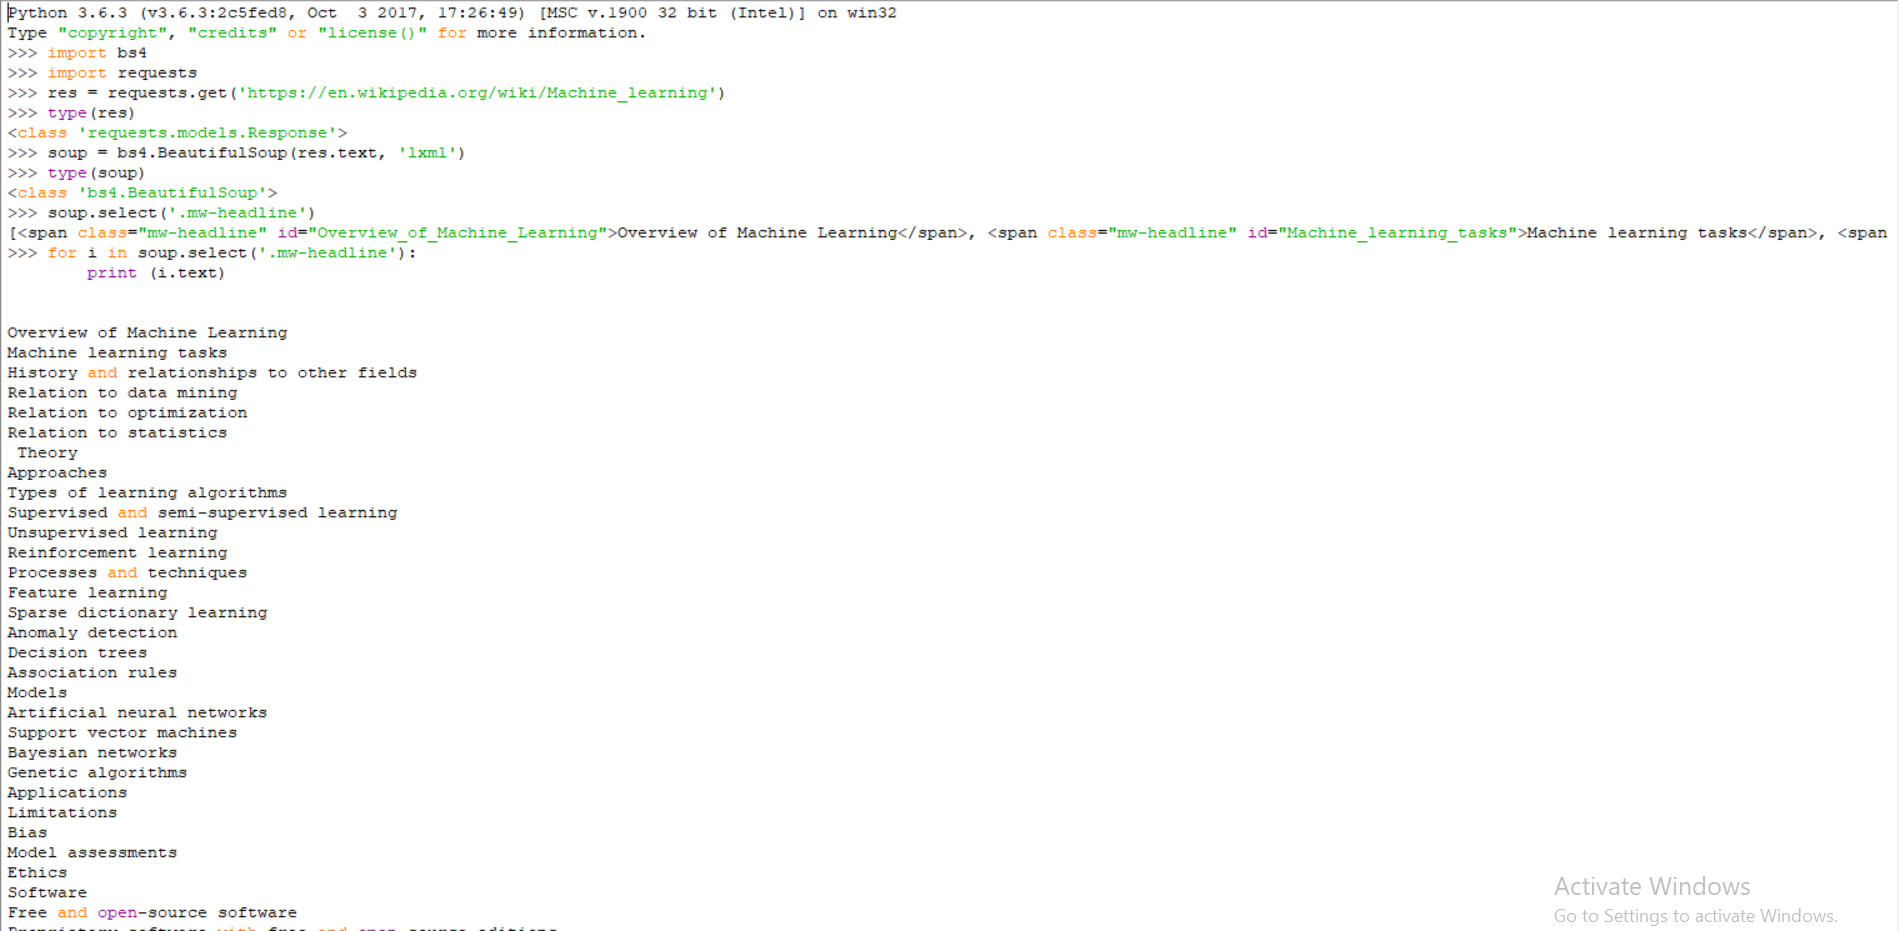 Python 3.6.3 (v3.6.3:2c5fed8, Oct  3 2017, 17:26:49) [MSC v.1900 32 bit (Intel)] on win32
Type "copyright", "credits" or "license()" for more information.
>>> import bs4
>>> import requests
>>> res = requests.get('https://en.wikipedia.org/wiki/Machine_learning')
>>> type(res)
<class 'requests.models.Response'>
>>> soup = bs4.BeautifulSoup(res.text, 'lxml')
>>> type(soup)
<class 'bs4.BeautifulSoup'>
>>> soup.select('.mw-headline')
[<span class="mw-headline" id="Overview_of_Machine_Learning">Overview of Machine Learning</span>, <span class="mw-headline" id="Machine_learning_tasks">Machine learning tasks</span>, <span
>>> for i in soup.select('.mw-headline'):
        print (i.text)
Overview of Machine Learning
Machine learning tasks
History and relationships to other fields
Relation to data mining
Relation to optimization
Relation to statistics
 Theory
Approaches
Types of learning algorithms
Supervised and semi-supervised learning
Unsupervised learning
Reinforcement learning
Processes and techniques
Feature learning
Sparse dictionary learning
Anomaly detection
Decision trees
Association rules
Models
Artificial neural networks
Support vector machines
Bayesian networks
Genetic algorithms
Applications
Limitations
Bias
Model assessments
Ethics
Software
Free and open-source software
Proprietary software with free and open-source editions
Activate Windows
Go to Settings to activate Windows.